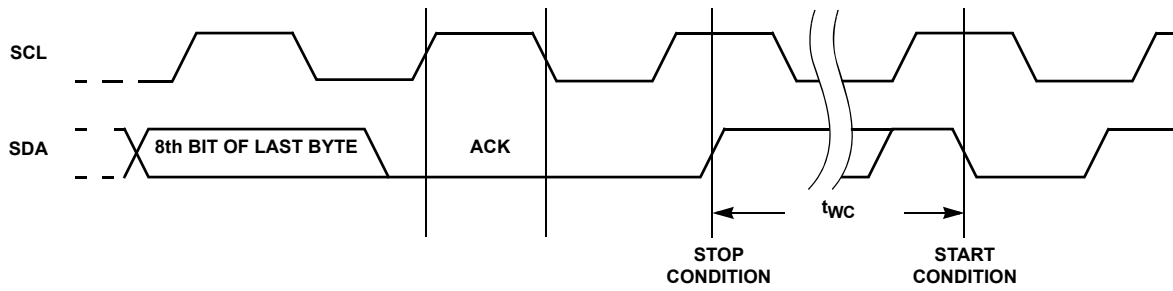 SCL
SDA
8th BIT OF LAST BYTE
ACK
tWC
STOP
CONDITION
START
CONDITION